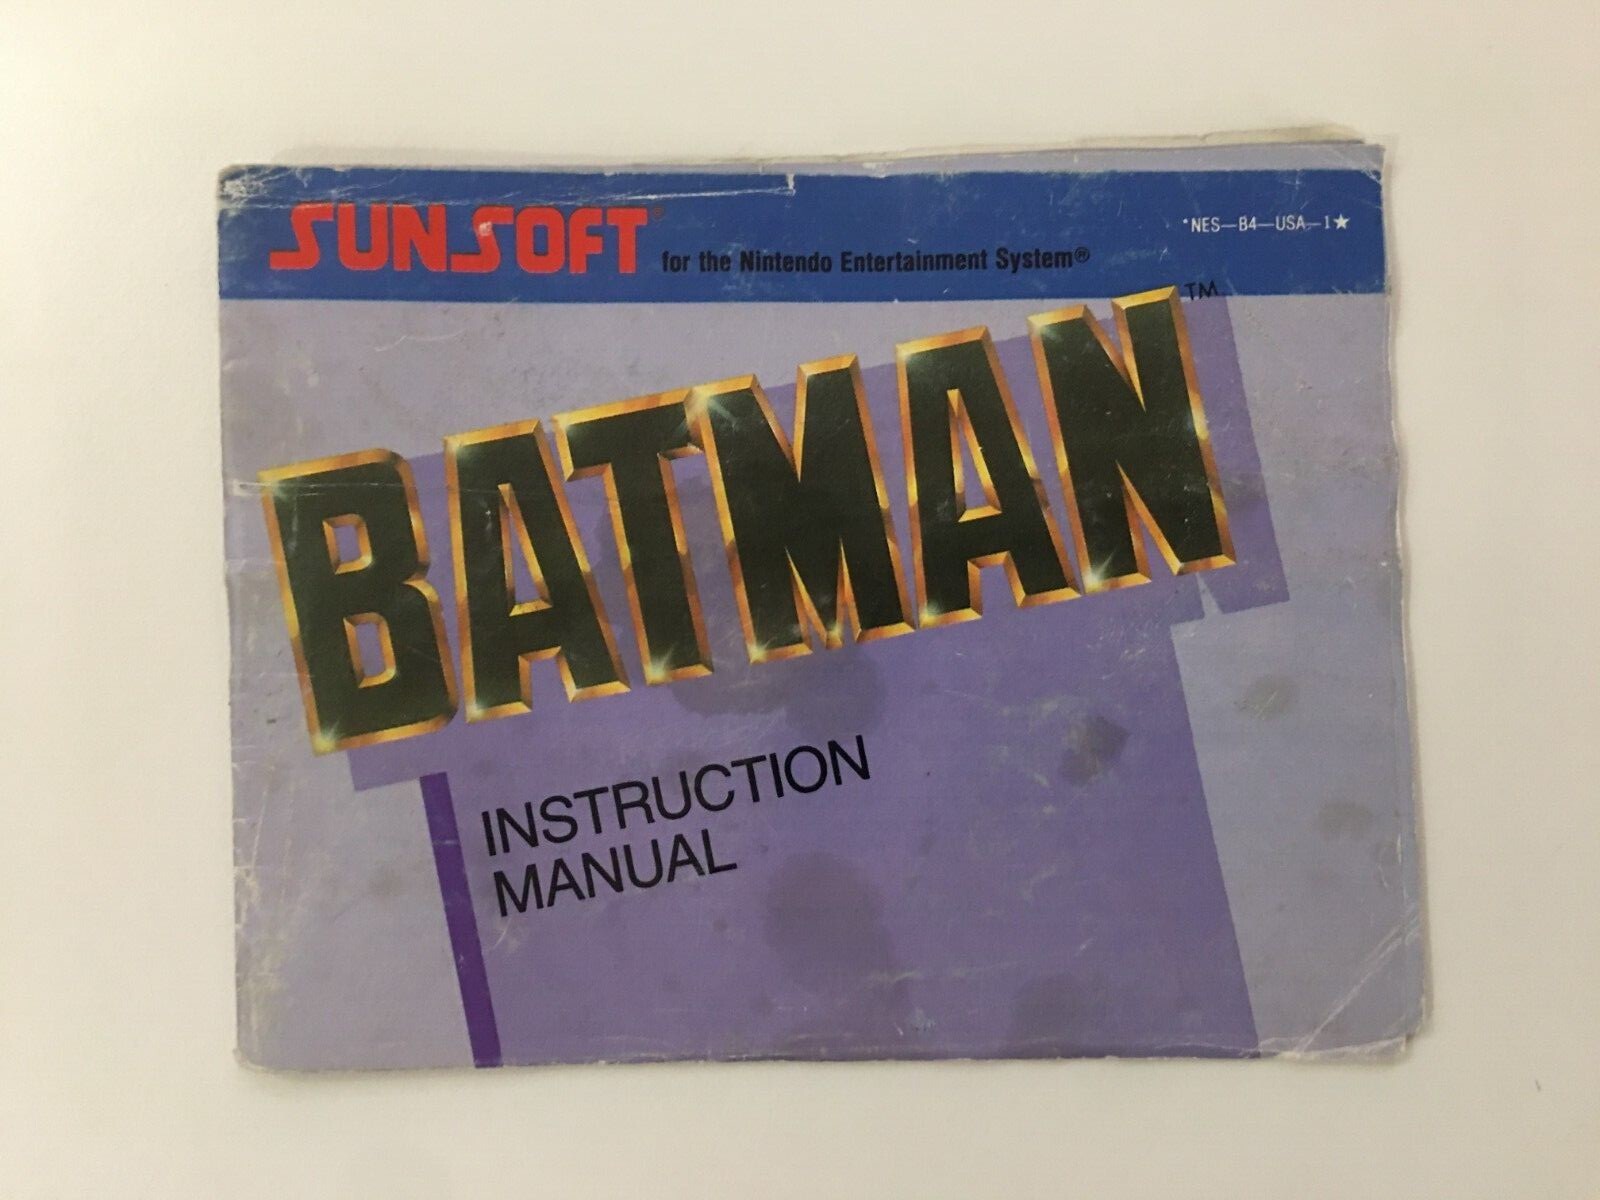 SUNSOFT® for the Nintendo Entertainment System®
*NES-B4-USA-1★
BATMAN™
INSTRUCTION
MANUAL